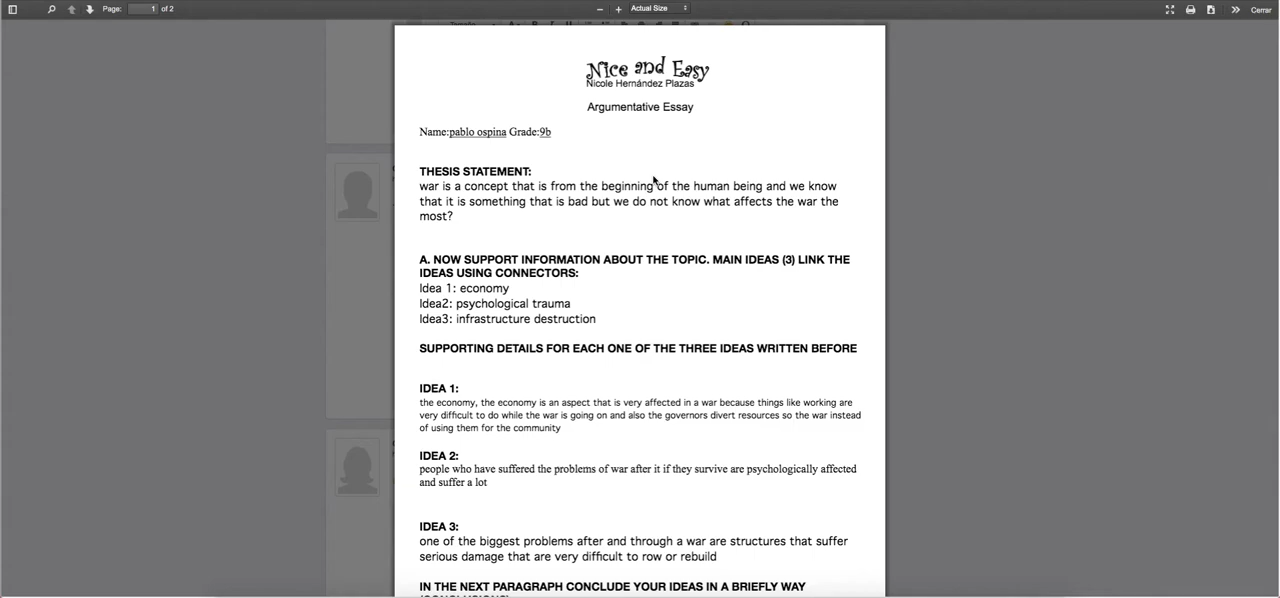 Page: 1 of 2 Actual Size Cerrar
Nice and Easy
Nicole Hernández Plazas
Argumentative Essay
Name:pablo ospina Grade:9b
THESIS STATEMENT:
war is a concept that is from the beginning of the human being and we know
that it is something that is bad but we do not know what affects the war the
most?
A. NOW SUPPORT INFORMATION ABOUT THE TOPIC. MAIN IDEAS (3) LINK THE
IDEAS USING CONNECTORS:
Idea 1: economy
Idea2: psychological trauma
Idea3: infrastructure destruction
SUPPORTING DETAILS FOR EACH ONE OF THE THREE IDEAS WRITTEN BEFORE
IDEA 1:
the economy, the economy is an aspect that is very affected in a war because things like working are
very difficult to do while the war is going on and also the governors divert resources so the war instead
of using them for the community
IDEA 2:
people who have suffered the problems of war after it if they survive are psychologically affected
and suffer a lot
IDEA 3:
one of the biggest problems after and through a war are structures that suffer
serious damage that are very difficult to row or rebuild
IN THE NEXT PARAGRAPH CONCLUDE YOUR IDEAS IN A BRIEFLY WAY